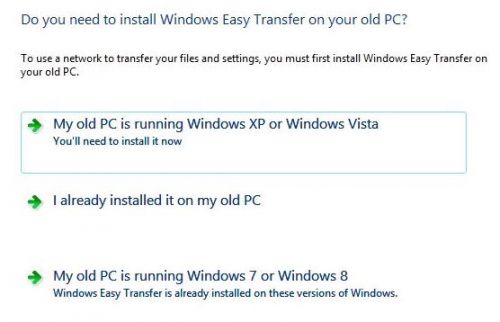 Do you need to install Windows Easy Transfer on your old PC?
To use a network to transfer your files and settings, you must first install Windows Easy Transfer on
your old PC.
My old PC is running Windows XP or Windows Vista
You'll need to install it now
I already installed it on my old PC
My old PC is running Windows 7 or Windows 8
Windows Easy Transfer is already installed on these versions of Windows.